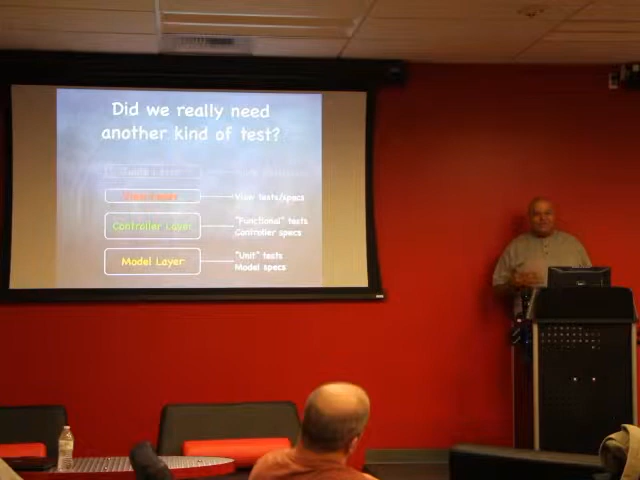 Did we really need
another kind of test?
View tests/specs
Controller Layer
"Functional" tests
Controller specs
Model Layer
"Unit" tests
Model specs